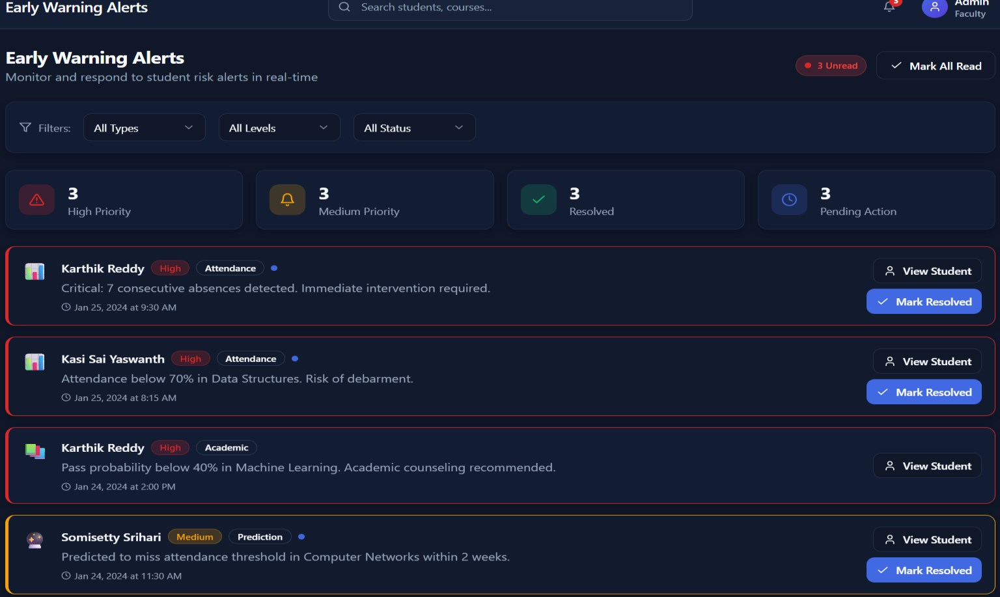 Early Warning Alerts
Search students, courses...
3
Admin
Faculty
Early Warning Alerts
Monitor and respond to student risk alerts in real-time
3 Unread
Mark All Read
Filters:
All Types
All Levels
All Status
3
High Priority
3
Medium Priority
3
Resolved
3
Pending Action
Karthik Reddy High Attendance
Critical: 7 consecutive absences detected. Immediate intervention required.
Jan 25, 2024 at 9:30 AM
View Student
Mark Resolved
Kasi Sai Yaswanth High Attendance
Attendance below 70% in Data Structures. Risk of debarment.
Jan 25, 2024 at 8:15 AM
View Student
Mark Resolved
Karthik Reddy High Academic
Pass probability below 40% in Machine Learning. Academic counseling recommended.
Jan 24, 2024 at 2:00 PM
View Student
Somisetty Srihari Medium Prediction
Predicted to miss attendance threshold in Computer Networks within 2 weeks.
Jan 24, 2024 at 11:30 AM
View Student
Mark Resolved